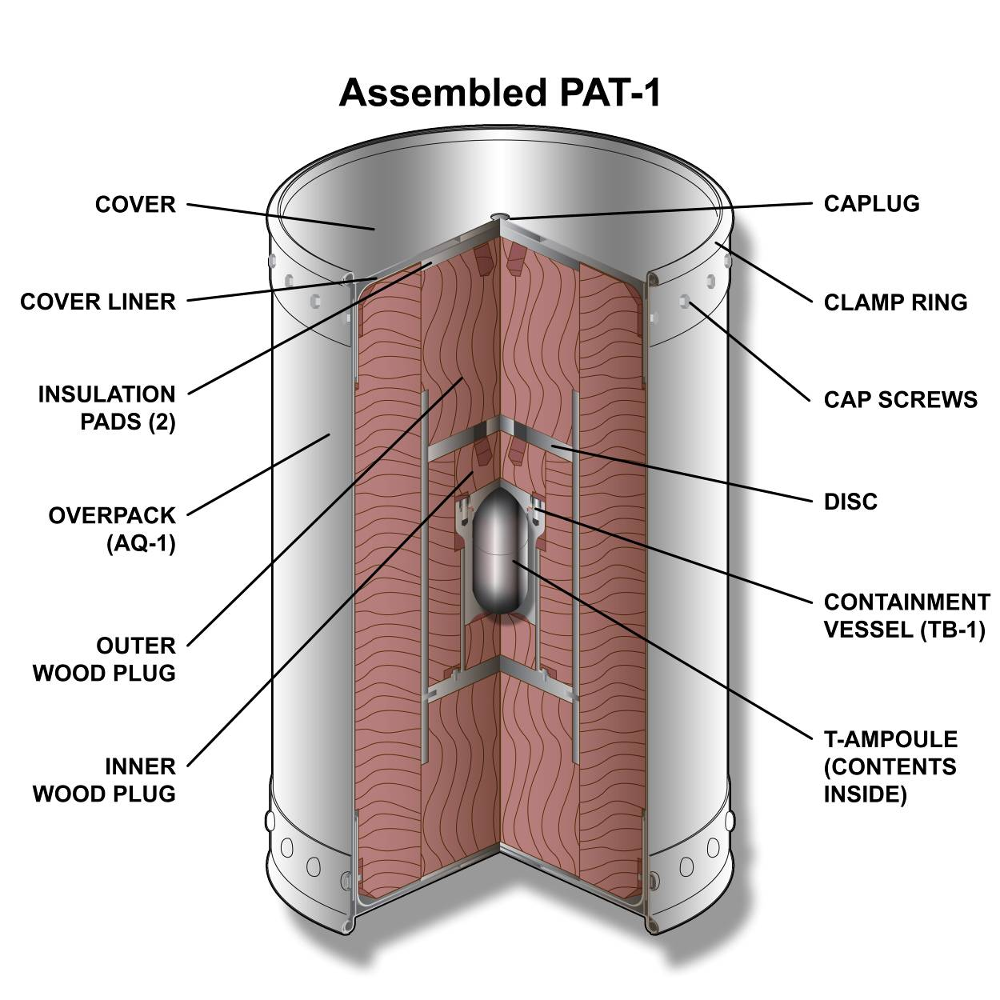 Assembled PAT-1
COVER
COVER LINER
INSULATION
PADS (2)
OVERPACK
(AQ-1)
OUTER
WOOD PLUG
INNER
WOOD PLUG
CAPLUG
CLAMP RING
CAP SCREWS
DISC
CONTAINMENT
VESSEL (TB-1)
T-AMPOULE
(CONTENTS
INSIDE)